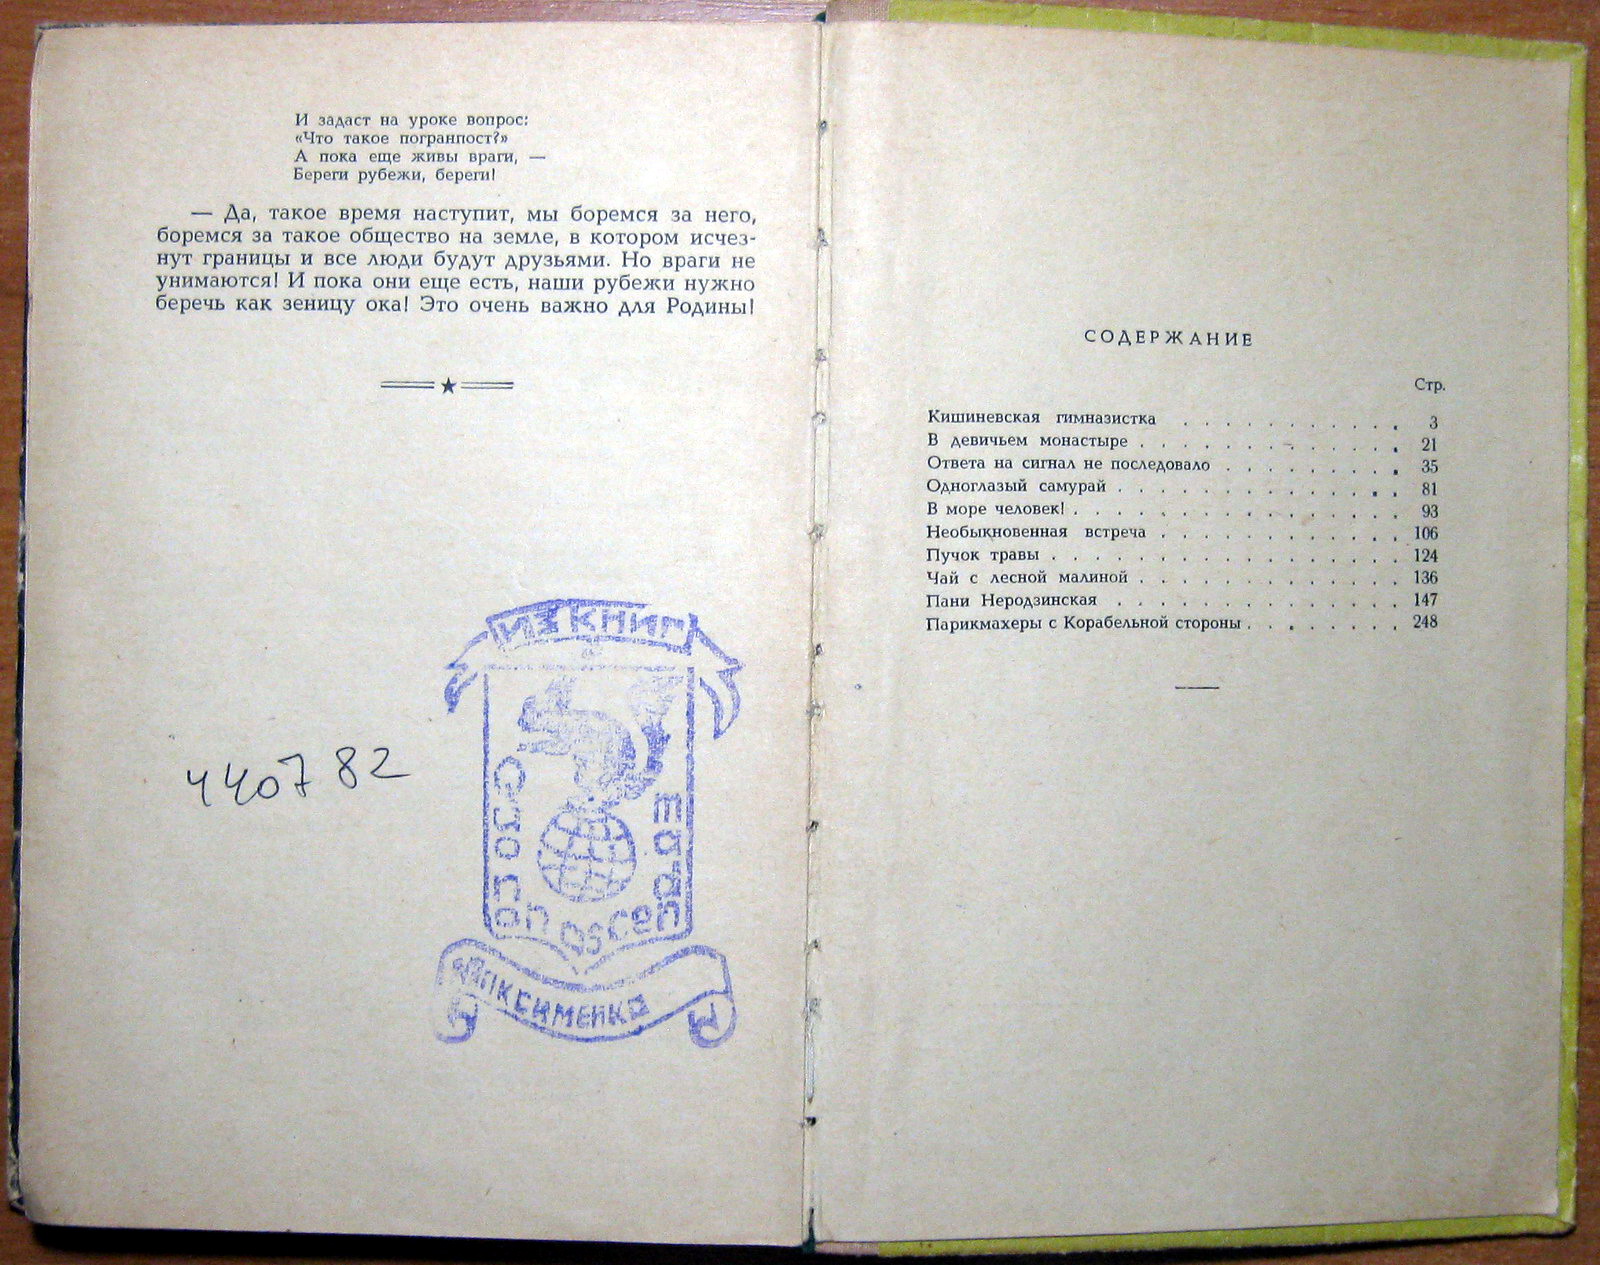 И задаст на уроке вопрос:
«Что такое погранпост?»
А пока еще живы враги, —
Береги рубежи, береги!
— Да, такое время наступит, мы боремся за него,
боремся за такое общество на земле, в котором исчез-
нут границы и все люди будут друзьями. Но враги не
унимаются! И пока они еще есть, наши рубежи нужно
беречь как зеницу ока! Это очень важно для Родины!
440782
ИЗ КНИГ
СОДЕРЖАНИЕ
Стр.
Кишиневская гимназистка . . . . . . . . . . . 3
В девичьем монастыре . . . . . . . . . . . . 21
Ответа на сигнал не последовало . . . . . . . . . 35
Одноглазый самурай . . . . . . . . . . . . . 81
В море человек! . . . . . . . . . . . . . . . 93
Необыкновенная встреча . . . . . . . . . . . . 106
Пучок травы . . . . . . . . . . . . . . . . 124
Чай с лесной малиной . . . . . . . . . . . . 136
Пани Неродзинская . . . . . . . . . . . . . 147
Парикмахеры с Корабельной стороны . . . . . . . . 248